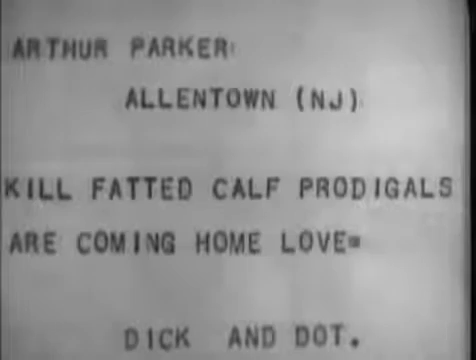 ARTHUR PARKER:
ALLENTOWN (NJ)
KILL FATTED CALF PRODIGALS
ARE COMING HOME LOVE=
DICK AND DOT.